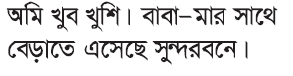 অমি খুব খুশি। বাবা-মার সাথে
বেড়াতে এসেছে সুন্দরবনে।